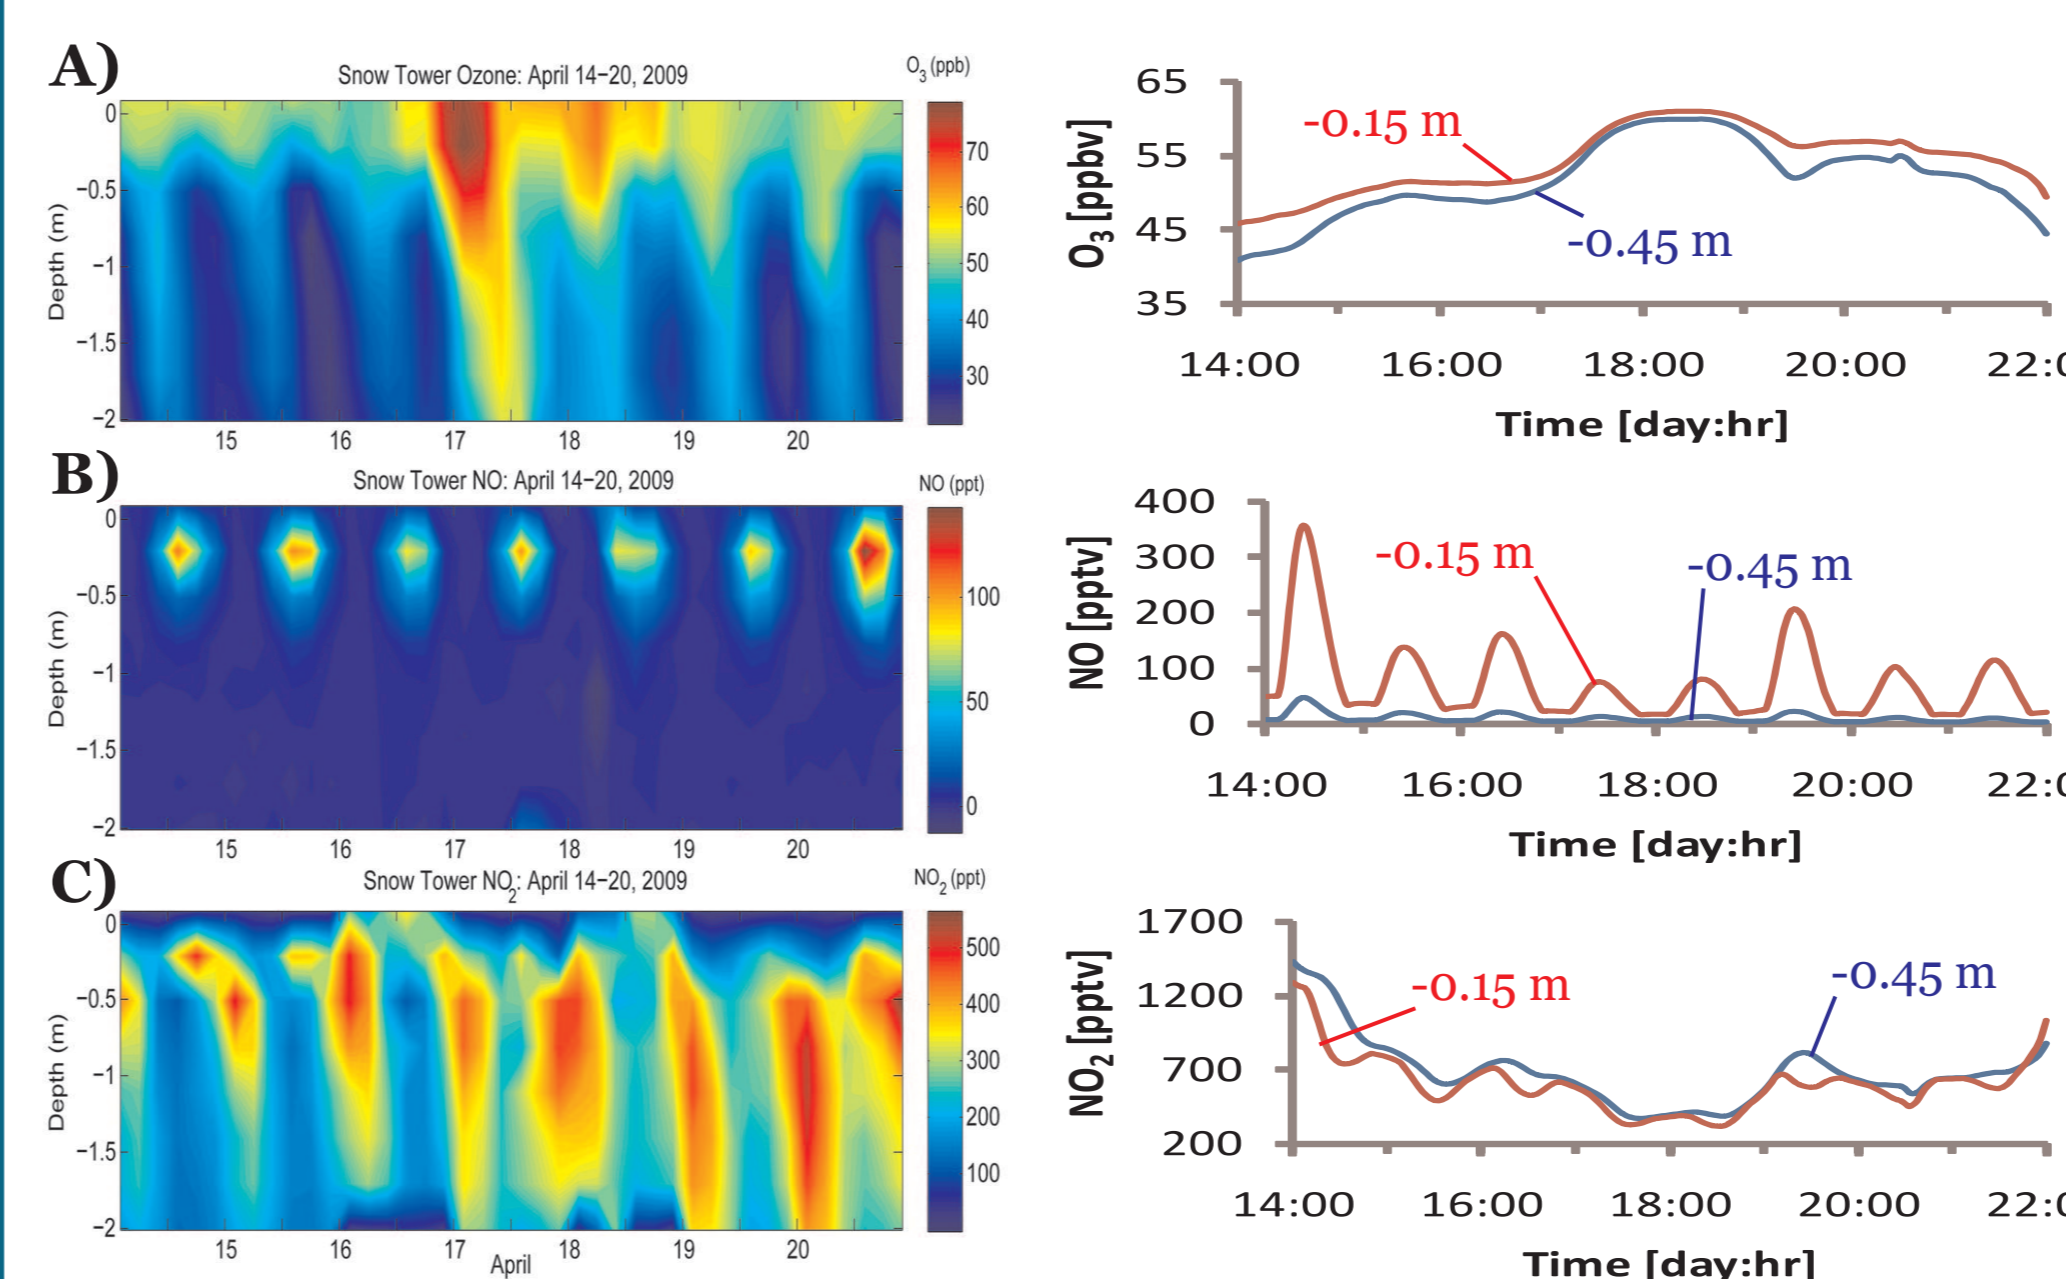 A)
Snow Tower Ozone: April 14−20, 2009
O3 (ppb)
0
−0.5
−1
−1.5
−2
Depth (m)
15 16 17 18 19 20
70
60
50
40
30
65
55
45
35
O3 [ppbv]
-0.15 m
-0.45 m
14:00 16:00 18:00 20:00
Time [day:hr]
B)
Snow Tower NO: April 14−20, 2009
NO (ppt)
0
−0.5
−1
−1.5
−2
Depth (m)
15 16 17 18 19 20
100
50
0
400
300
200
100
0
NO [pptv]
-0.15 m
-0.45 m
14:00 16:00 18:00 20:00
Time [day:hr]
C)
Snow Tower NO2: April 14−20, 2009
NO2 (ppt)
0
−0.5
−1
−1.5
−2
Depth (m)
15 16 17 18 19 20
April
500
400
300
200
100
1700
1200
700
200
NO2 [pptv]
-0.15 m
-0.45 m
14:00 16:00 18:00 20:00
Time [day:hr]